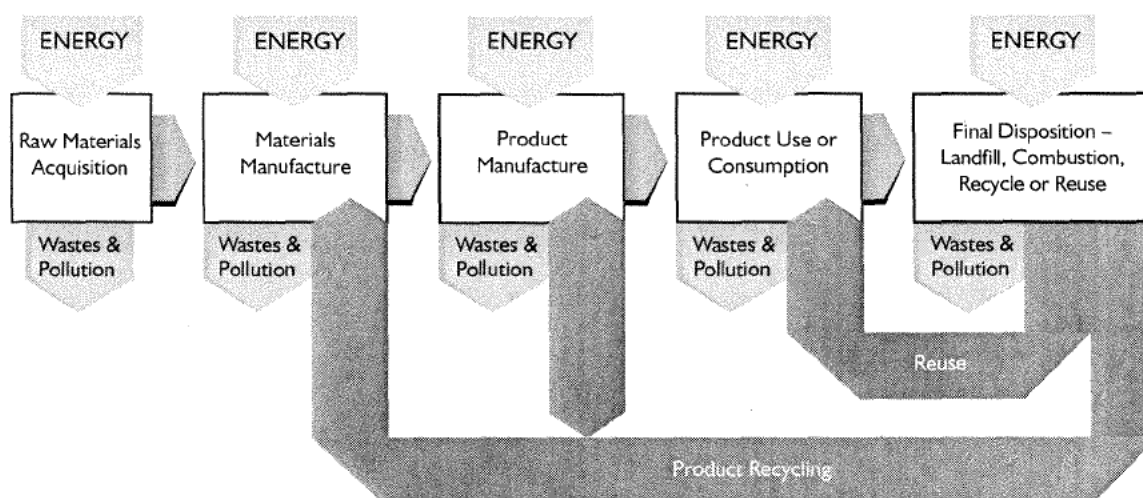 ENERGY
ENERGY
ENERGY
ENERGY
ENERGY
Raw Materials
Acquisition
Materials
Manufacture
Product
Manufacture
Product Use or
Consumption
Final Disposition –
Landfill, Combustion,
Recycle or Reuse
Wastes &
Pollution
Wastes &
Pollution
Wastes &
Pollution
Wastes &
Pollution
Wastes &
Pollution
Reuse
Product Recycling